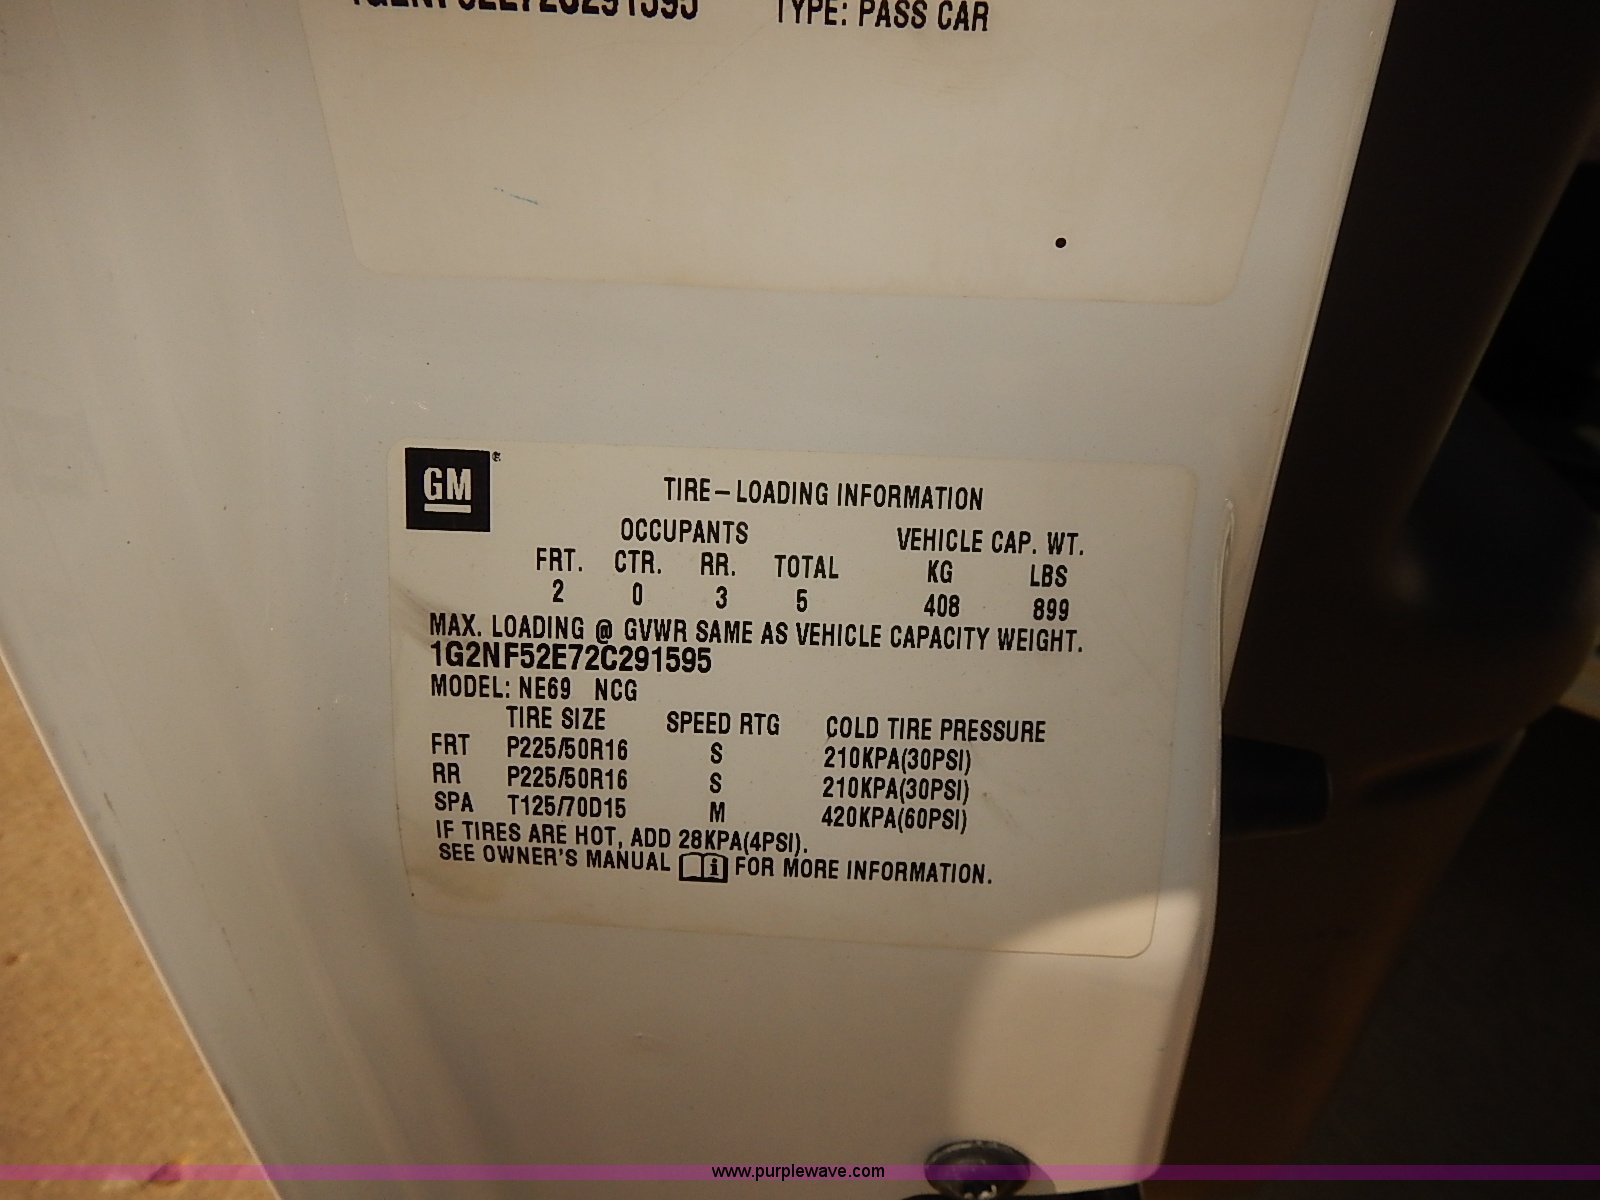 1G2NF52E72C291595 TYPE: PASS CAR
GM
TIRE-LOADING INFORMATION
OCCUPANTS VEHICLE CAP. WT.
FRT. CTR. RR. TOTAL KG LBS
2 0 3 5 408 899
MAX. LOADING @ GVWR SAME AS VEHICLE CAPACITY WEIGHT.
1G2NF52E72C291595
MODEL: NE69 NCG
TIRE SIZE SPEED RTG COLD TIRE PRESSURE
FRT P225/50R16 S 210KPA(30PSI)
RR P225/50R16 S 210KPA(30PSI)
SPA T125/70D15 M 420KPA(60PSI)
IF TIRES ARE HOT, ADD 28KPA(4PSI).
SEE OWNER'S MANUAL FOR MORE INFORMATION.
www.purplewave.com